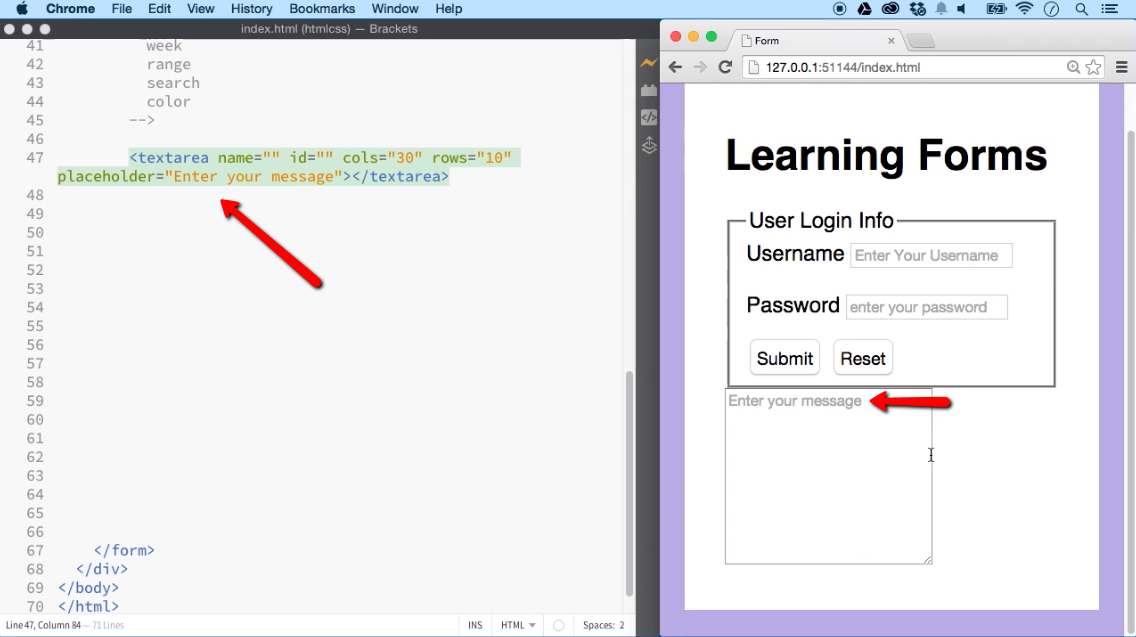 Chrome File Edit View History Bookmarks Window Help
index.html (htmlcss) — Brackets
41 week
42 range
43 search
44 color
45 -->
46
47 <textarea name="" id="" cols="30" rows="10"
placeholder="Enter your message"></textarea>
48
49
50
51
52
53
54
55
56
57
58
59
60
61
62
63
64
65
66
67 </form>
68 </div>
69 </body>
70 </html>
Line 47, Column 84 — 71 Lines
INS HTML Spaces: 2
Form
127.0.0.1:51144/index.html
Learning Forms
User Login Info
Username Enter Your Username
Password enter your password
Submit Reset
Enter your message